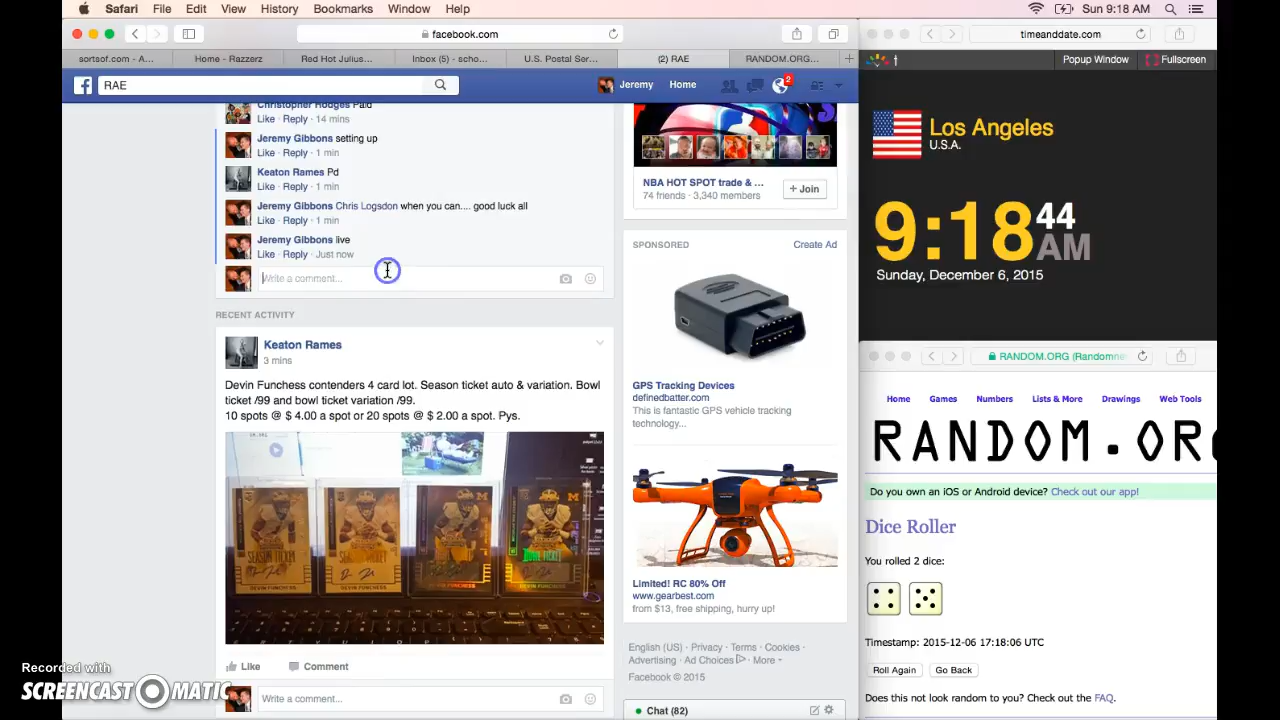 Safari File Edit View History Bookmarks Window Help
Sun 9:18 AM
facebook.com
timeanddate.com
sortsof.com - A...
Home - Razzerz
Red Hot Julius...
Inbox (5) - scho...
U.S. Postal Ser...
(2) RAE
RANDOM.ORG...
Popup Window
Fullscreen
RAE
Jeremy
Home
2
Los Angeles
U.S.A.
9:18 44
AM
Sunday, December 6, 2015
Christopher Hodges Paid
Like · Reply · 14 mins
Jeremy Gibbons setting up
Like · Reply · 1 min
Keaton Rames Pd
Like · Reply · 1 min
Jeremy Gibbons Chris Logsdon when you can.... good luck all
Like · Reply · 1 min
Jeremy Gibbons live
Like · Reply · Just now
Write a comment...
NBA HOT SPOT trade & ...
74 friends · 3,340 members
+ Join
SPONSORED
Create Ad
GPS Tracking Devices
definedbatter.com
This is fantastic GPS vehicle tracking
technology...
Limited! RC 80% Off
www.gearbest.com
from $13, free shipping, hurry up!
English (US) · Privacy · Terms · Cookies ·
Advertising · Ad Choices · More
Facebook © 2015
Chat (82)
RECENT ACTIVITY
Keaton Rames
3 mins
Devin Funchess contenders 4 card lot. Season ticket auto & variation. Bowl
ticket /99 and bowl ticket variation /99.
10 spots @ $ 4.00 a spot or 20 spots @ $ 2.00 a spot. Pys.
SEASON TICKET
DEVIN FUNCHESS
Like
Comment
Write a comment...
RANDOM.ORG (Randomne
Home Games Numbers Lists & More Drawings Web Tools
RANDOM.OR
Do you own an iOS or Android device? Check out our app!
Dice Roller
You rolled 2 dice:
Timestamp: 2015-12-06 17:18:06 UTC
Roll Again
Go Back
Does this not look random to you? Check out the FAQ.
Recorded with
SCREENCAST O MATIC